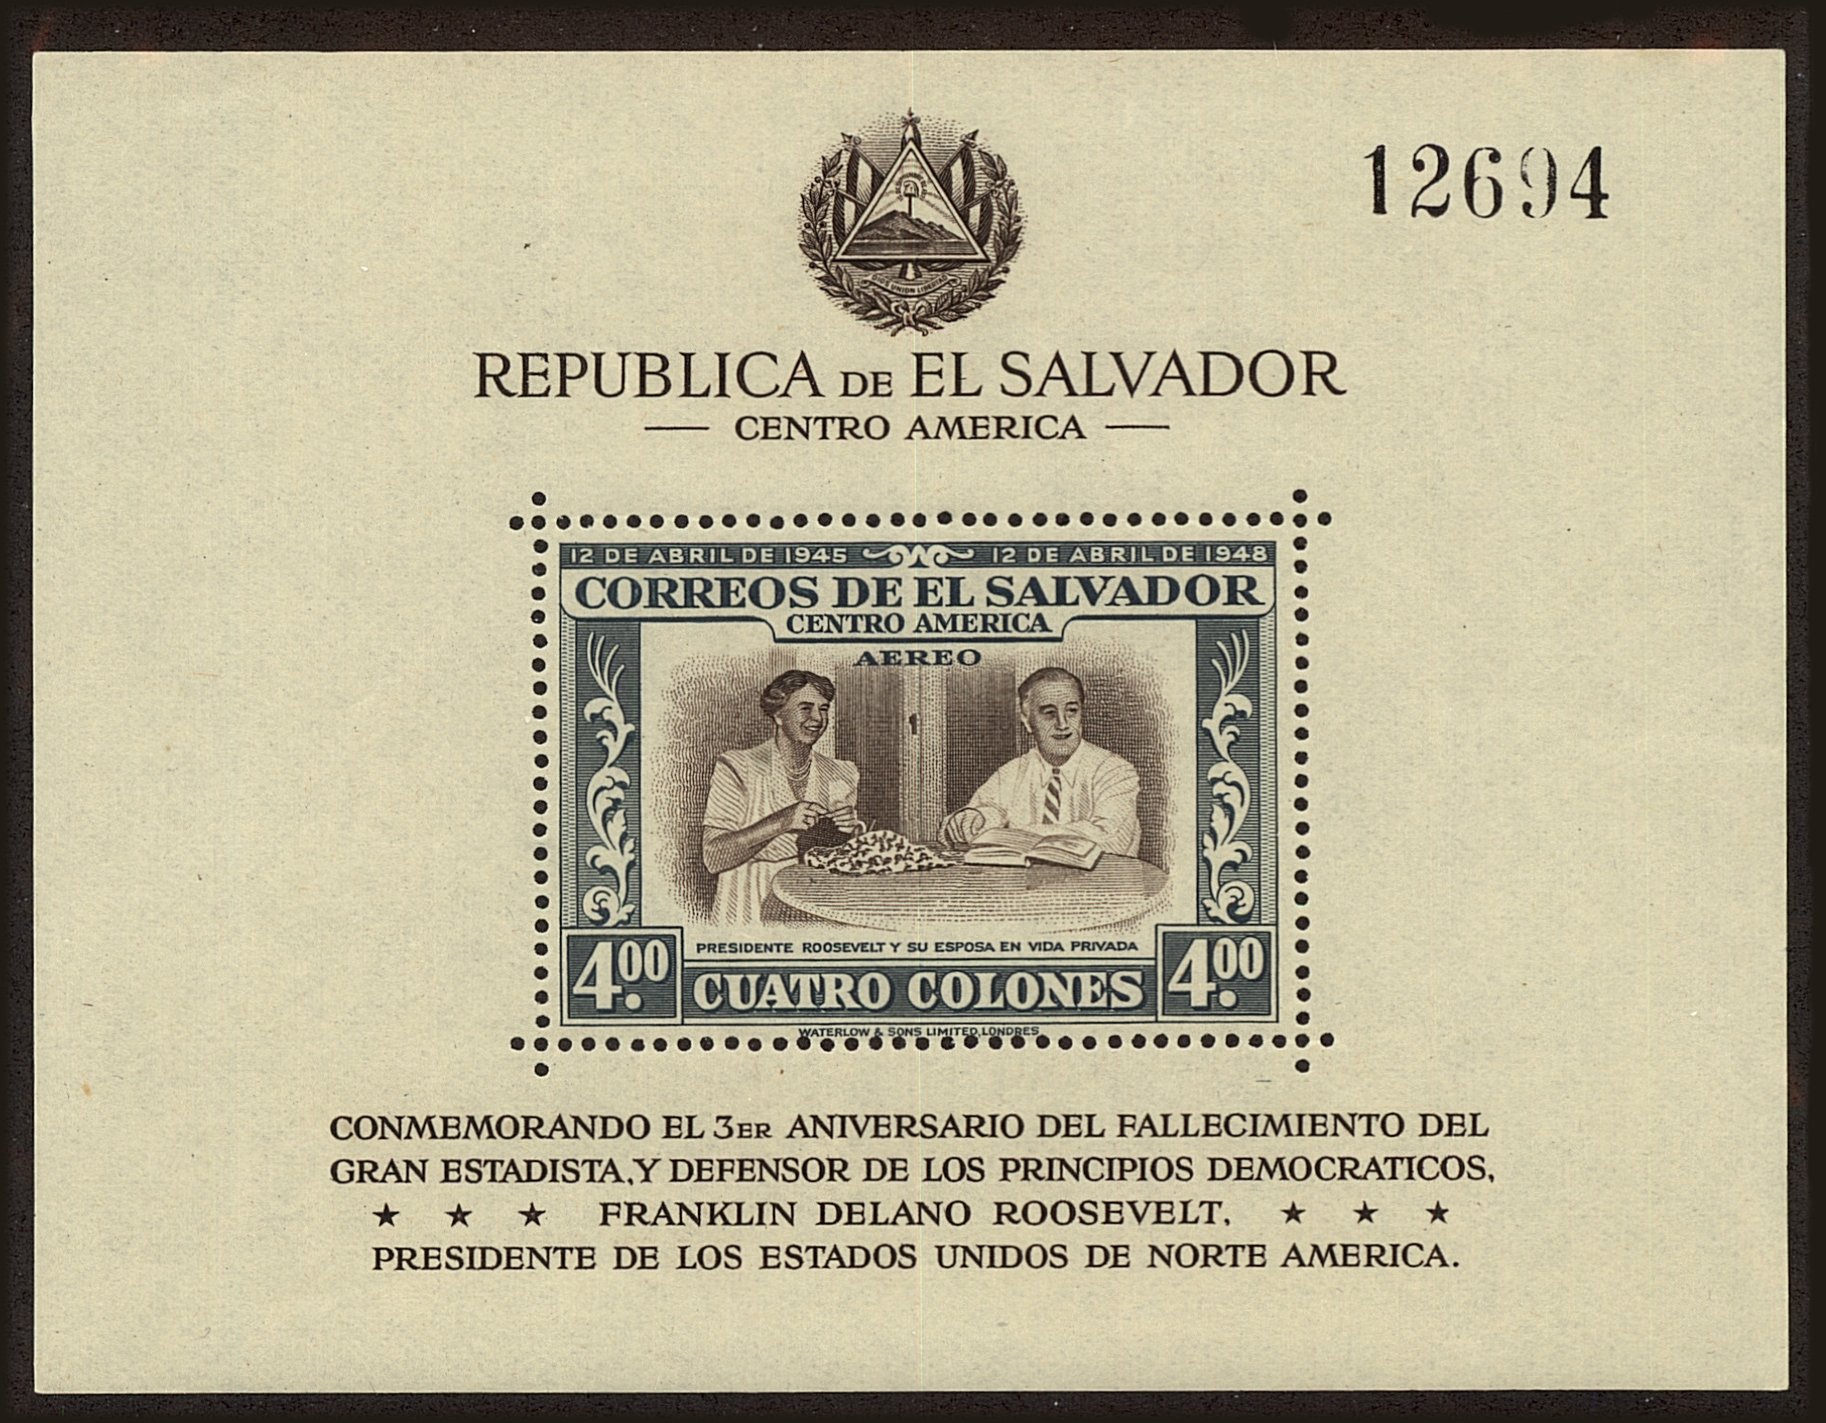 12694
DIOS UNION LIBERTAD
REPUBLICA DE EL SALVADOR
CENTRO AMERICA
12 DE ABRIL DE 1945 12 DE ABRIL DE 1948
CORREOS DE EL SALVADOR
CENTRO AMERICA
AEREO
PRESIDENTE ROOSEVELT Y SU ESPOSA EN VIDA PRIVADA
4.00 CUATRO COLONES 4.00
WATERLOW & SONS LIMITED, LONDRES
CONMEMORANDO EL 3ER ANIVERSARIO DEL FALLECIMIENTO DEL
GRAN ESTADISTA, Y DEFENSOR DE LOS PRINCIPIOS DEMOCRATICOS,
★ ★ ★ FRANKLIN DELANO ROOSEVELT, ★ ★ ★
PRESIDENTE DE LOS ESTADOS UNIDOS DE NORTE AMERICA.